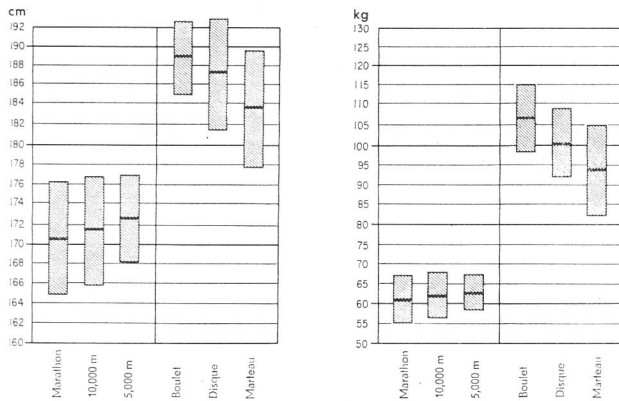 cm
192
190
188
186
184
182
180
178
176
174
172
170
168
166
164
162
160
Marathon
10,000 m
5,000 m
Boulet
Disque
Marteau
kg
130
125
120
115
110
105
100
95
90
85
80
75
70
65
60
55
50
Marathon
10,000 m
5,000 m
Boulet
Disque
Marteau